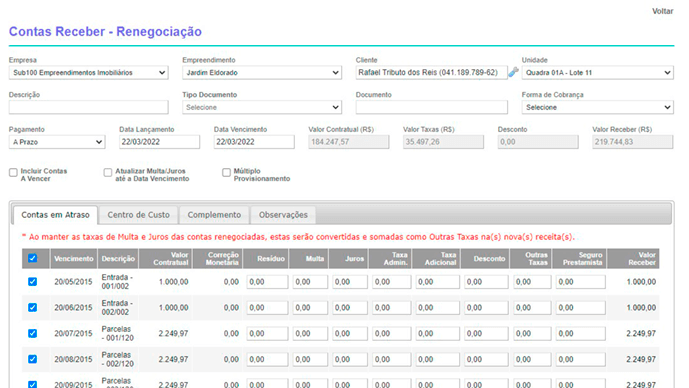 Voltar
Contas Receber - Renegociação
Empresa Empreendimento Cliente Unidade
Sub100 Empreendimentos Imobiliários Jardim Eldorado Rafael Tributo dos Reis (041.189.789-62) Quadra 01A - Lote 11
Descrição Tipo Documento Documento Forma de Cobrança
Selecione Selecione
Pagamento Data Lançamento Data Vencimento Valor Contratual (R$) Valor Taxas (R$) Desconto Valor Receber (R$)
A Prazo 22/03/2022 22/03/2022 184.247,57 35.497,26 0,00 219.744,83
Incluir Contas Atualizar Multa/Juros Múltiplo
A Vencer até a Data Vencimento Provisionamento
Contas em Atraso Centro de Custo Complemento Observações
* Ao manter as taxas de Multa e Juros das contas renegociadas, estas serão convertidas e somadas como Outras Taxas na(s) nova(s) receita(s).
Valor Correção Taxa Taxa Outras Seguro Valor
Vencimento Descrição Contratual Monetária Resíduo Multa Juros Admin. Adicional Desconto Taxas Prestamista Receber
20/05/2015 Entrada - 001/002 1.000,00 0,00 0,00 0,00 0,00 0,00 0,00 0,00 0,00 0,00 1.000,00
20/06/2015 Entrada - 002/002 1.000,00 0,00 0,00 0,00 0,00 0,00 0,00 0,00 0,00 0,00 1.000,00
20/07/2015 Parcelas - 001/120 2.249,97 0,00 0,00 0,00 0,00 0,00 0,00 0,00 0,00 0,00 2.249,97
20/08/2015 Parcelas - 002/120 2.249,97 0,00 0,00 0,00 0,00 0,00 0,00 0,00 0,00 0,00 2.249,97
20/09/2015 Parcelas 2.249,97 0,00 0,00 0,00 0,00 0,00 0,00 0,00 0,00 0,00 2.249,97